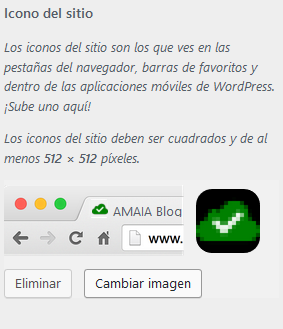 Icono del sitio
Los iconos del sitio son los que ves en las
pestañas del navegador, barras de favoritos y
dentro de las aplicaciones móviles de WordPress.
¡Sube uno aquí!
Los iconos del sitio deben ser cuadrados y de al
menos 512 × 512 píxeles.
AMAIA Blog
www.
Eliminar
Cambiar imagen